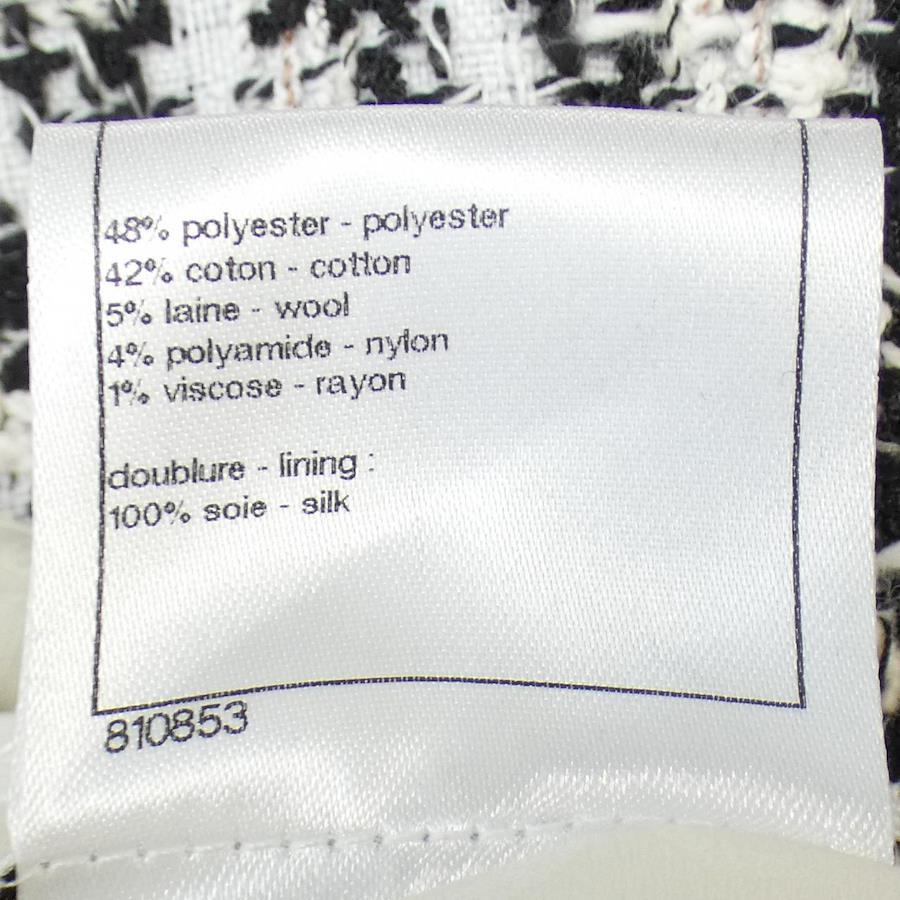 48% polyester - polyester
42% coton - cotton
5% laine - wool
4% polyamide - nylon
1% viscose - rayon
doublure - lining :
100% soie - silk
810853